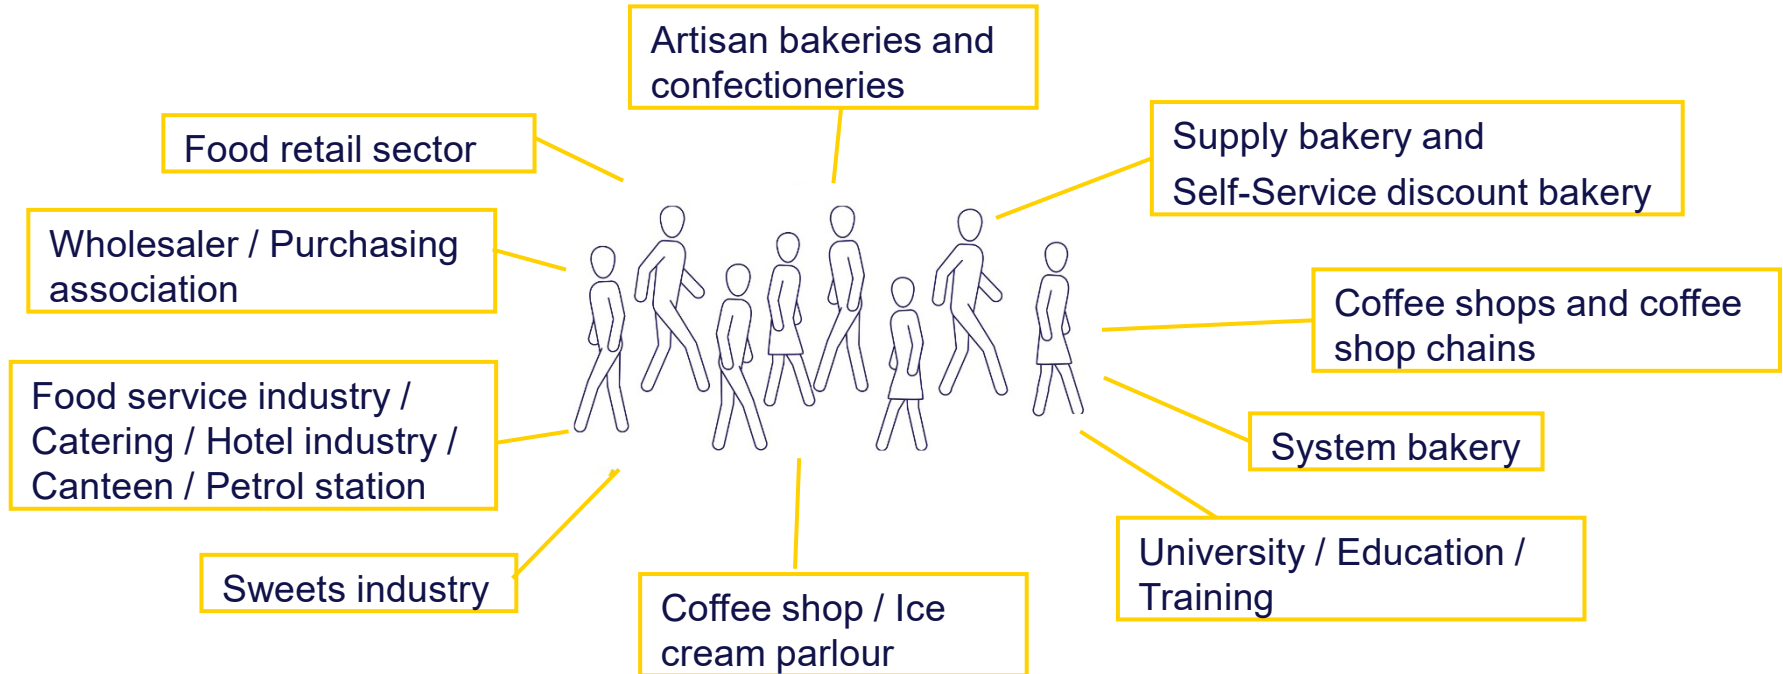 Artisan bakeries and
confectioneries
Food retail sector
Supply bakery and
Self-Service discount bakery
Wholesaler / Purchasing
association
Coffee shops and coffee
shop chains
Food service industry /
Catering / Hotel industry /
Canteen / Petrol station
System bakery
University / Education /
Training
Sweets industry
Coffee shop / Ice
cream parlour